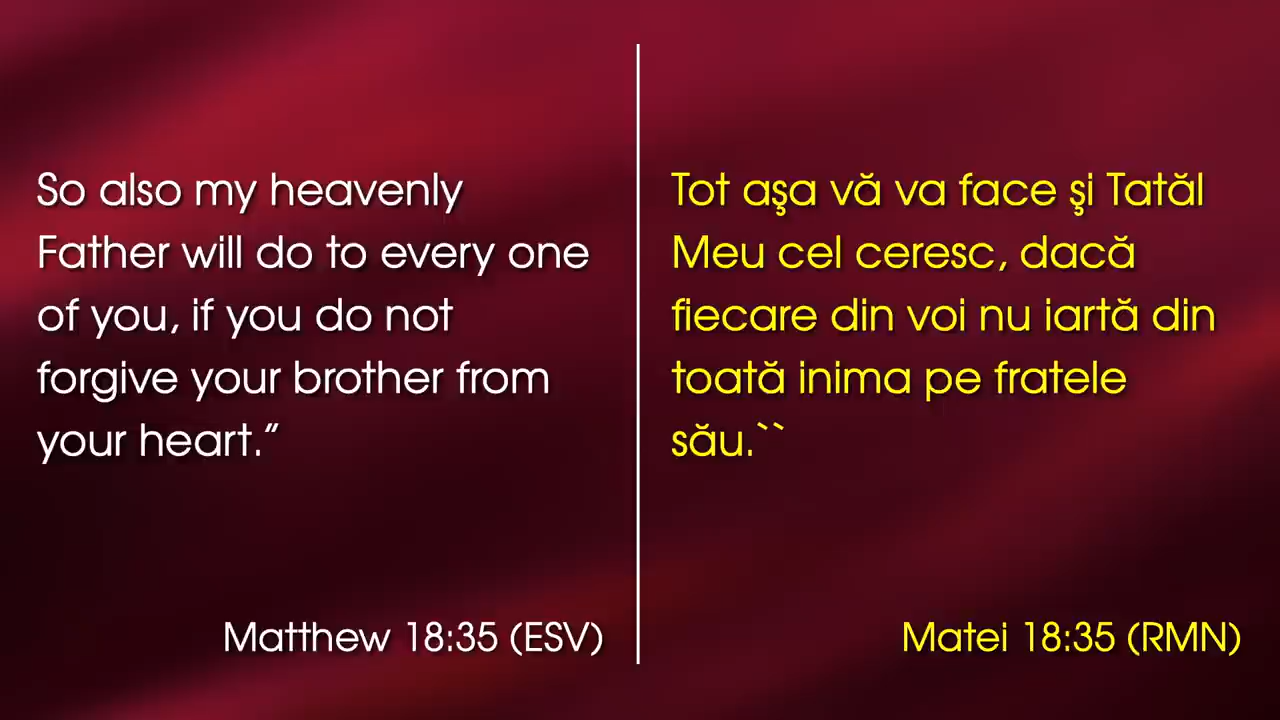 So also my heavenly
Father will do to every one
of you, if you do not
forgive your brother from
your heart.”
Matthew 18:35 (ESV)
Tot aşa vă va face şi Tatăl
Meu cel ceresc, dacă
fiecare din voi nu iartă din
toată inima pe fratele
său.``
Matei 18:35 (RMN)